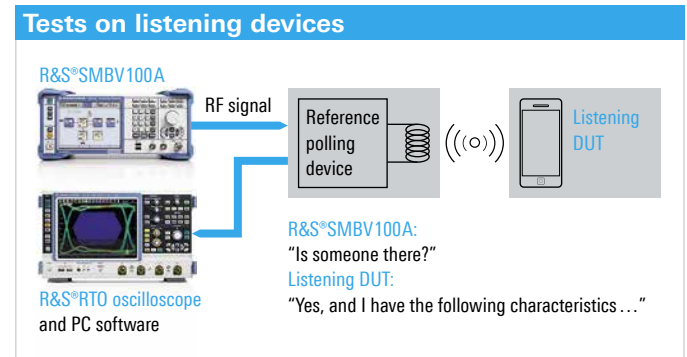 Tests on listening devices
R&S®SMBV100A
RF signal
Reference
polling
device
Listening
DUT
R&S®SMBV100A:
“Is someone there?”
Listening DUT:
“Yes, and I have the following characteristics…”
R&S®RTO oscilloscope
and PC software